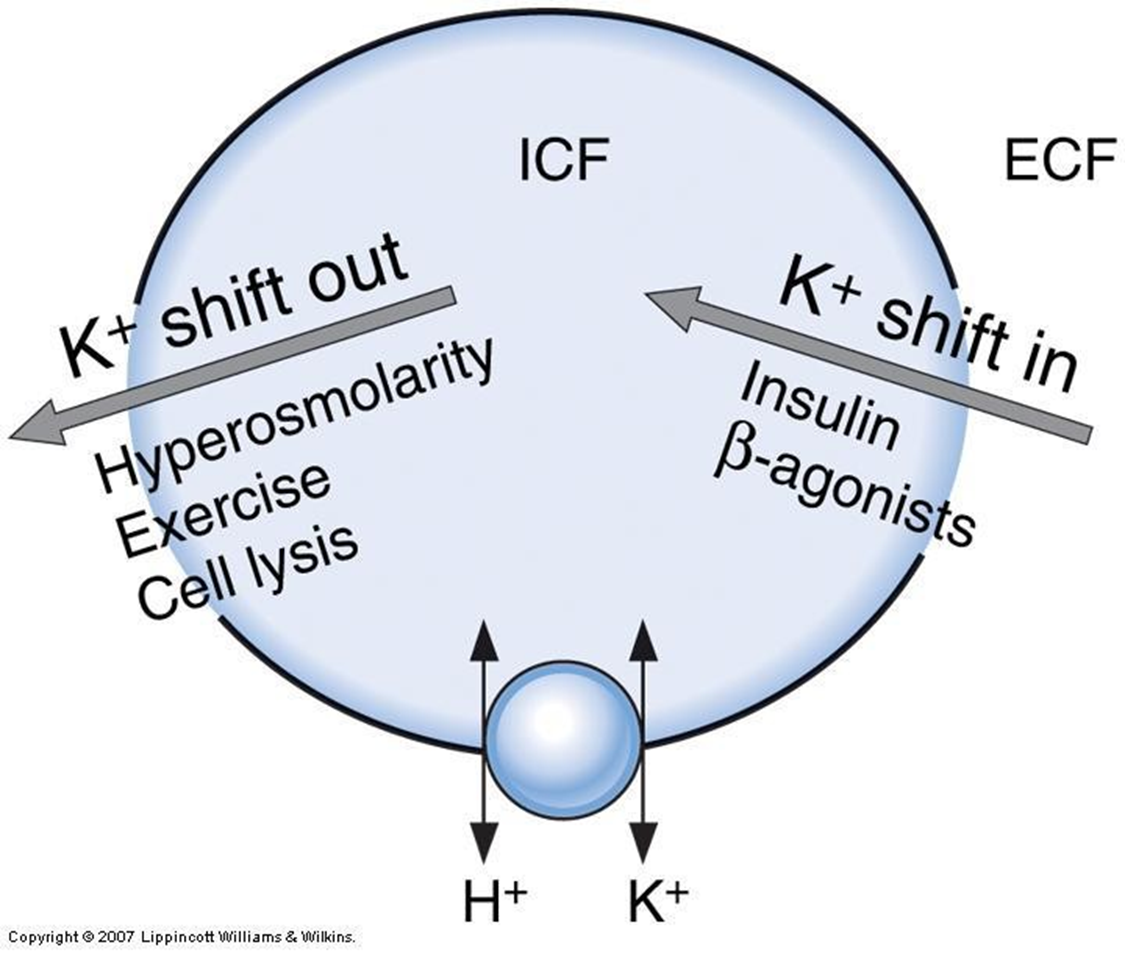 ICF
ECF
K⁺ shift out
Hyperosmolarity
Exercise
Cell lysis
K⁺ shift in
Insulin
β-agonists
H⁺
K⁺
Copyright © 2007 Lippincott Williams & Wilkins.